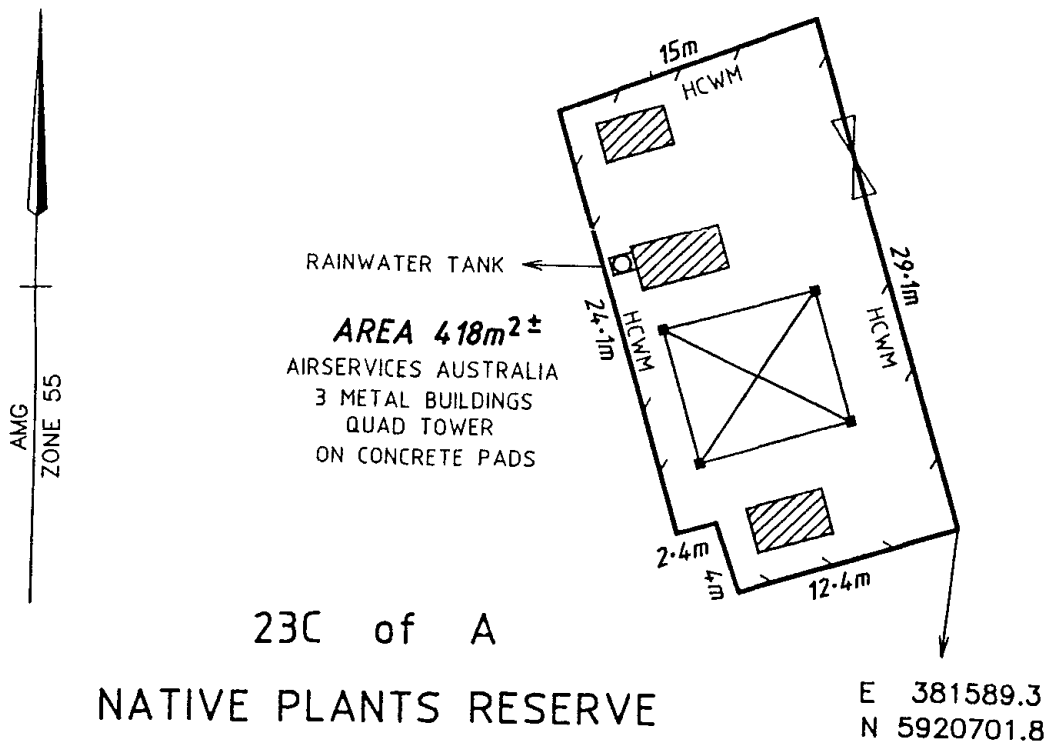 15m
HCWM
29·1m
HCWM
RAINWATER TANK
24·1m
HCWM
AREA 418m² ±
AIRSERVICES AUSTRALIA
3 METAL BUILDINGS
QUAD TOWER
ON CONCRETE PADS
AMG
ZONE 55
2·4m
4m
12·4m
23C of A
NATIVE PLANTS RESERVE
E 381589.3
N 5920701.8